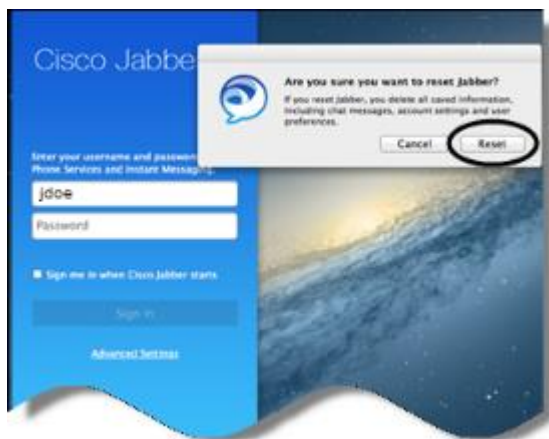 Cisco Jabbe
Are you sure you want to reset Jabber?
If you reset Jabber, you delete all saved information,
including chat messages, account settings and user
preferences.
Cancel
Reset
Enter your username and passwor
Phone Services and Instant Messaging.
jdoe
Password
Sign me in when Cisco Jabber starts
Sign In
Advanced Settings